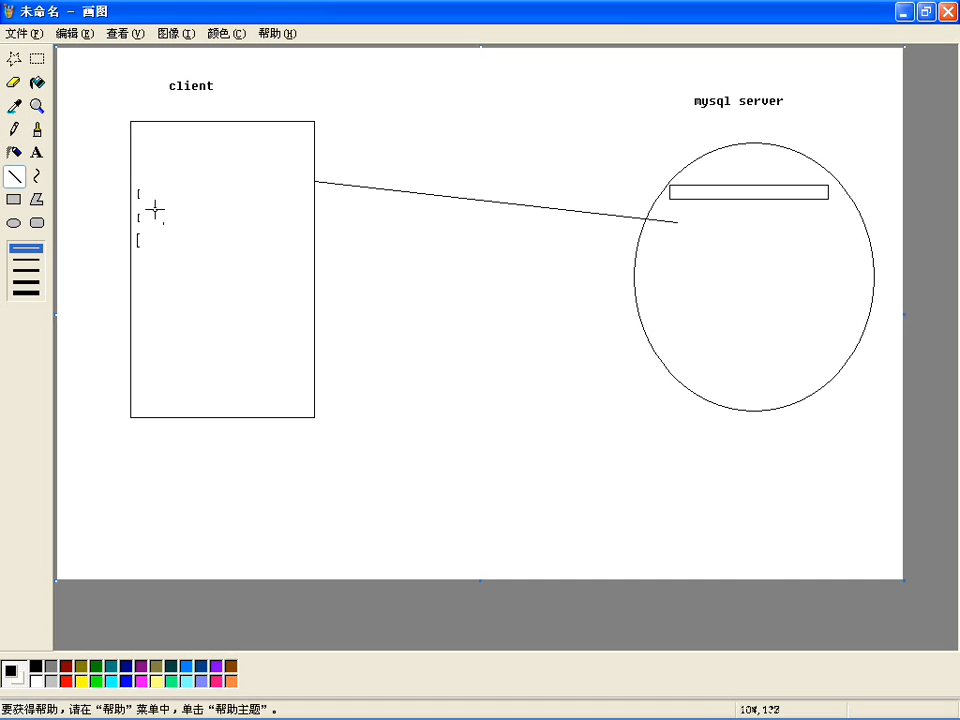 未命名 - 画图
文件(F) 编辑(E) 查看(V) 图像(I) 颜色(C) 帮助(H)
client
mysql server
A
要获得帮助，请在“帮助”菜单中，单击“帮助主题”。